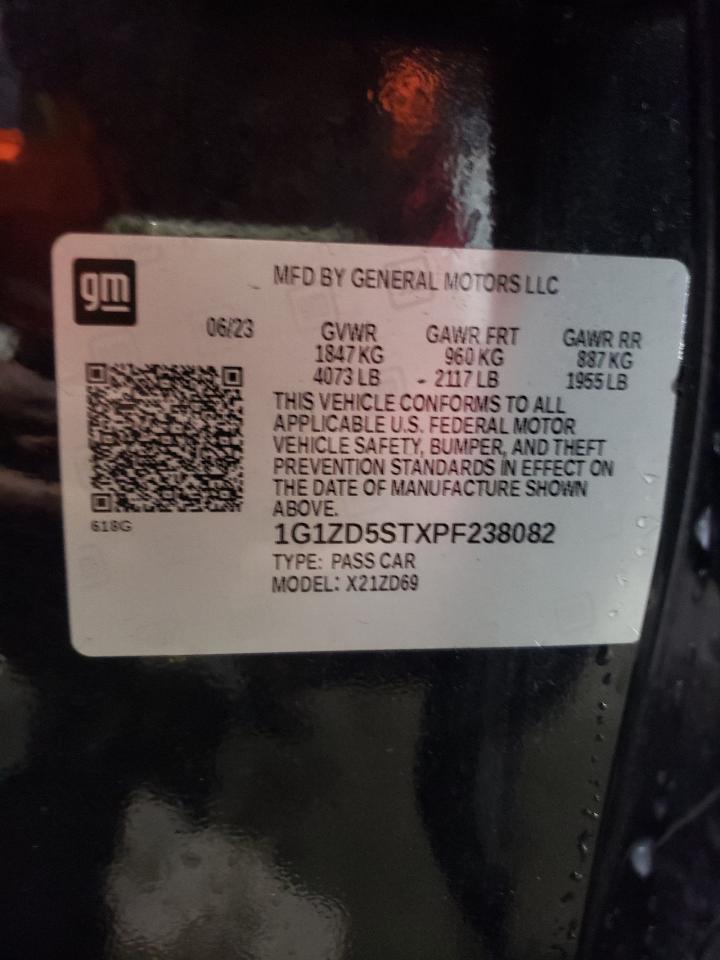 gm
MFD BY GENERAL MOTORS LLC
06/23 GVWR GAWR FRT GAWR RR
1847 KG 960 KG 887 KG
4073 LB 2117 LB 1955 LB
THIS VEHICLE CONFORMS TO ALL
APPLICABLE U.S. FEDERAL MOTOR
VEHICLE SAFETY, BUMPER, AND THEFT
PREVENTION STANDARDS IN EFFECT ON
THE DATE OF MANUFACTURE SHOWN
ABOVE.
618G
1G1ZD5STXPF238082
TYPE: PASS CAR
MODEL: X21ZD69